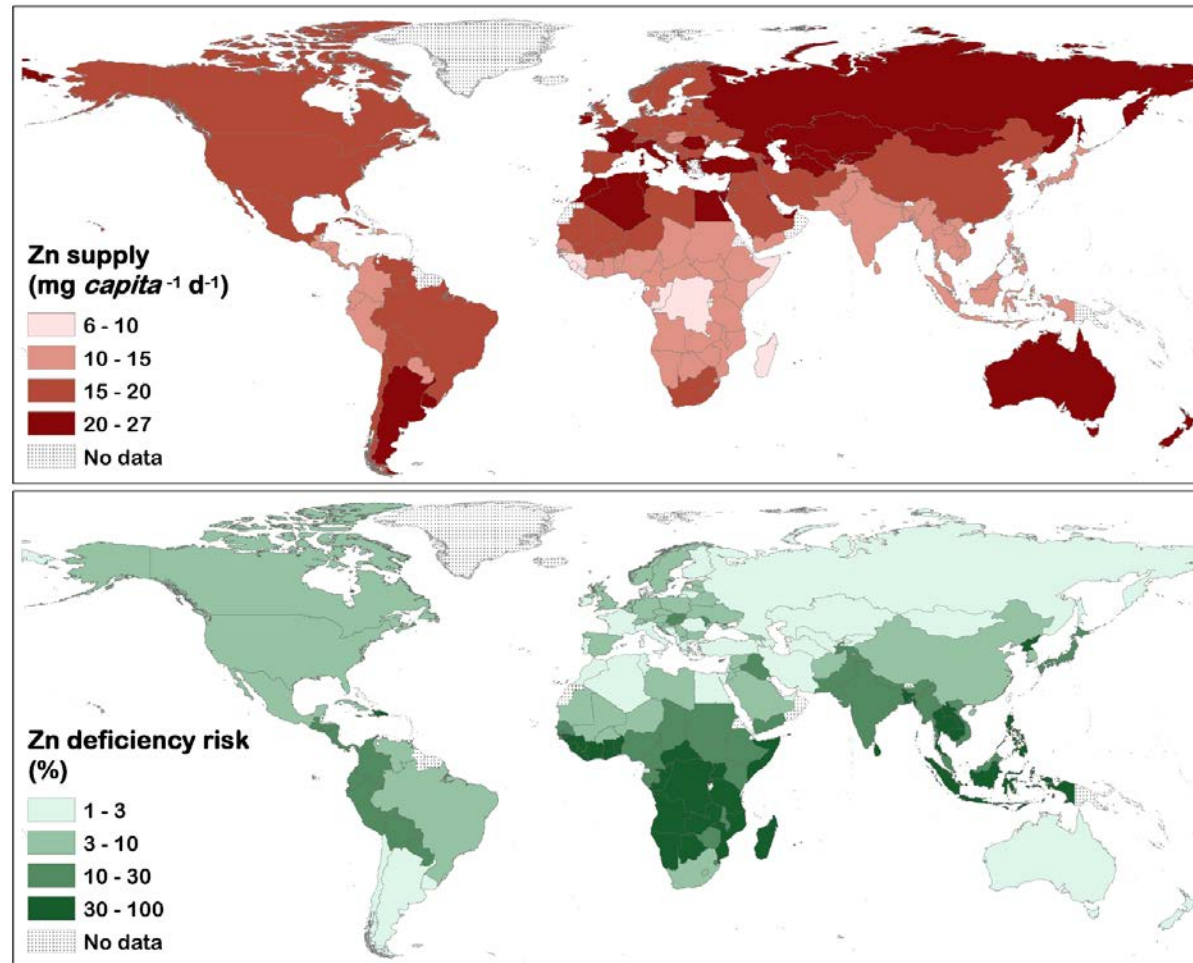 Zn supply
(mg capita -1 d-1)
6 - 10
10 - 15
15 - 20
20 - 27
No data
Zn deficiency risk
(%)
1 - 3
3 - 10
10 - 30
30 - 100
No data